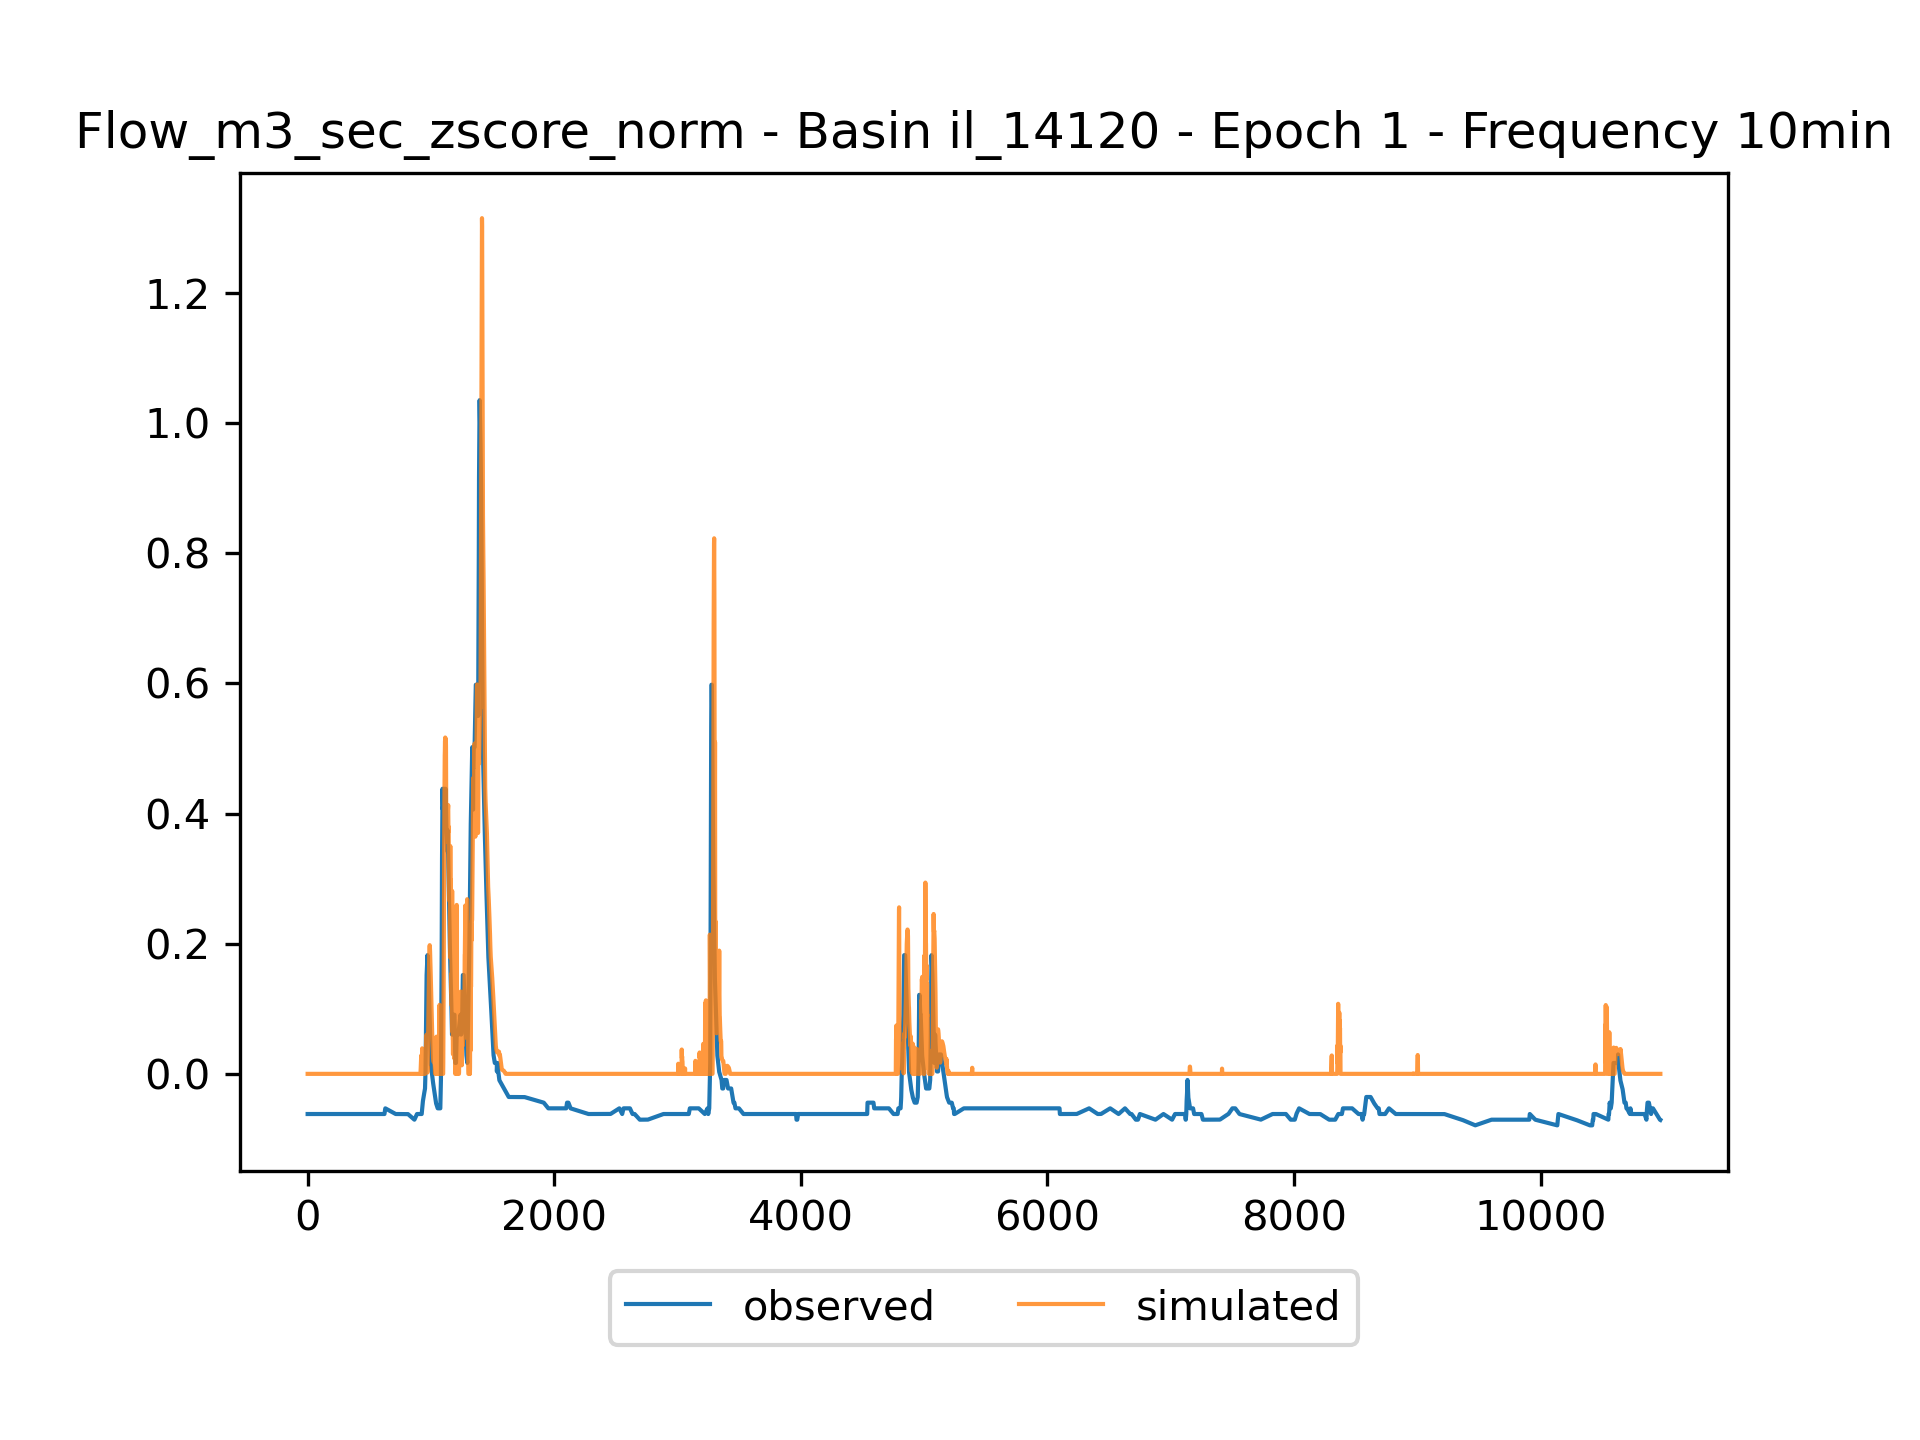 Flow_m3_sec_zscore_norm - Basin il_14120 - Epoch 1 - Frequency 10min
1.2
1.0
0.8
0.6
0.4
0.2
0.0
0 2000 4000 6000 8000 10000
observed simulated